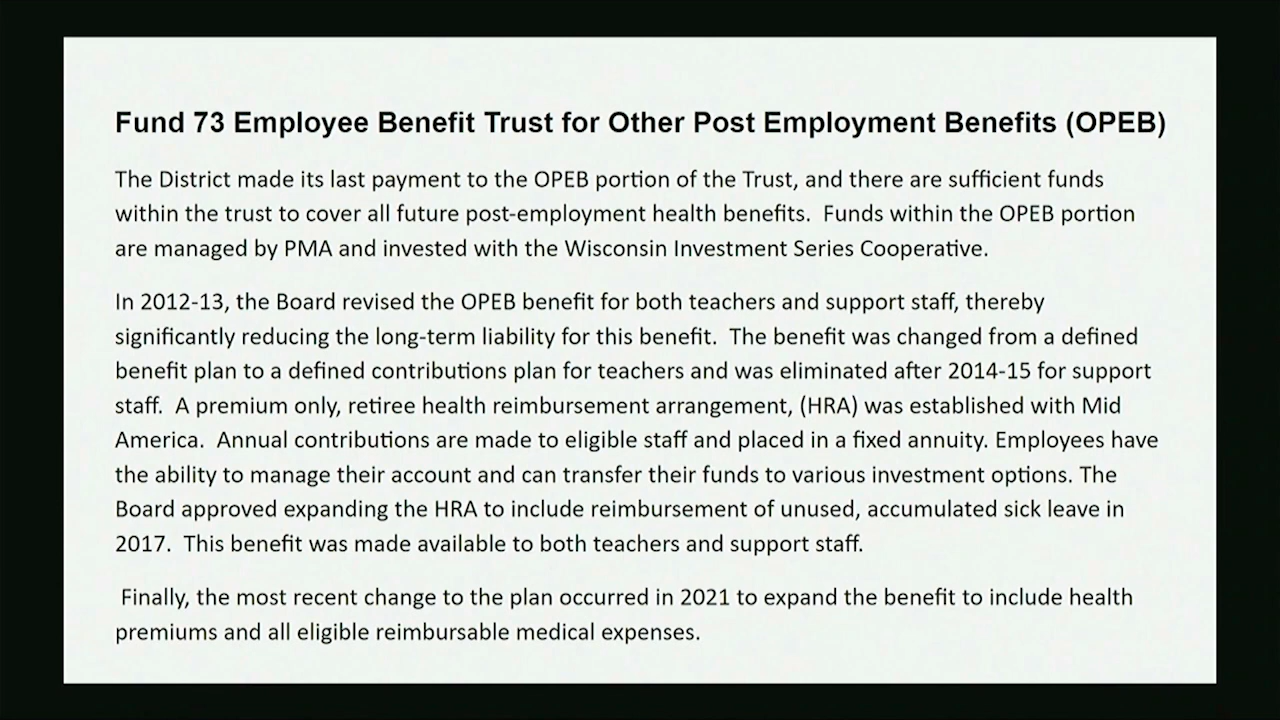 Fund 73 Employee Benefit Trust for Other Post Employment Benefits (OPEB)
The District made its last payment to the OPEB portion of the Trust, and there are sufficient funds
within the trust to cover all future post-employment health benefits.  Funds within the OPEB portion
are managed by PMA and invested with the Wisconsin Investment Series Cooperative.
In 2012-13, the Board revised the OPEB benefit for both teachers and support staff, thereby
significantly reducing the long-term liability for this benefit.  The benefit was changed from a defined
benefit plan to a defined contributions plan for teachers and was eliminated after 2014-15 for support
staff.  A premium only, retiree health reimbursement arrangement, (HRA) was established with Mid
America.  Annual contributions are made to eligible staff and placed in a fixed annuity. Employees have
the ability to manage their account and can transfer their funds to various investment options. The
Board approved expanding the HRA to include reimbursement of unused, accumulated sick leave in
2017.  This benefit was made available to both teachers and support staff.
Finally, the most recent change to the plan occurred in 2021 to expand the benefit to include health
premiums and all eligible reimbursable medical expenses.